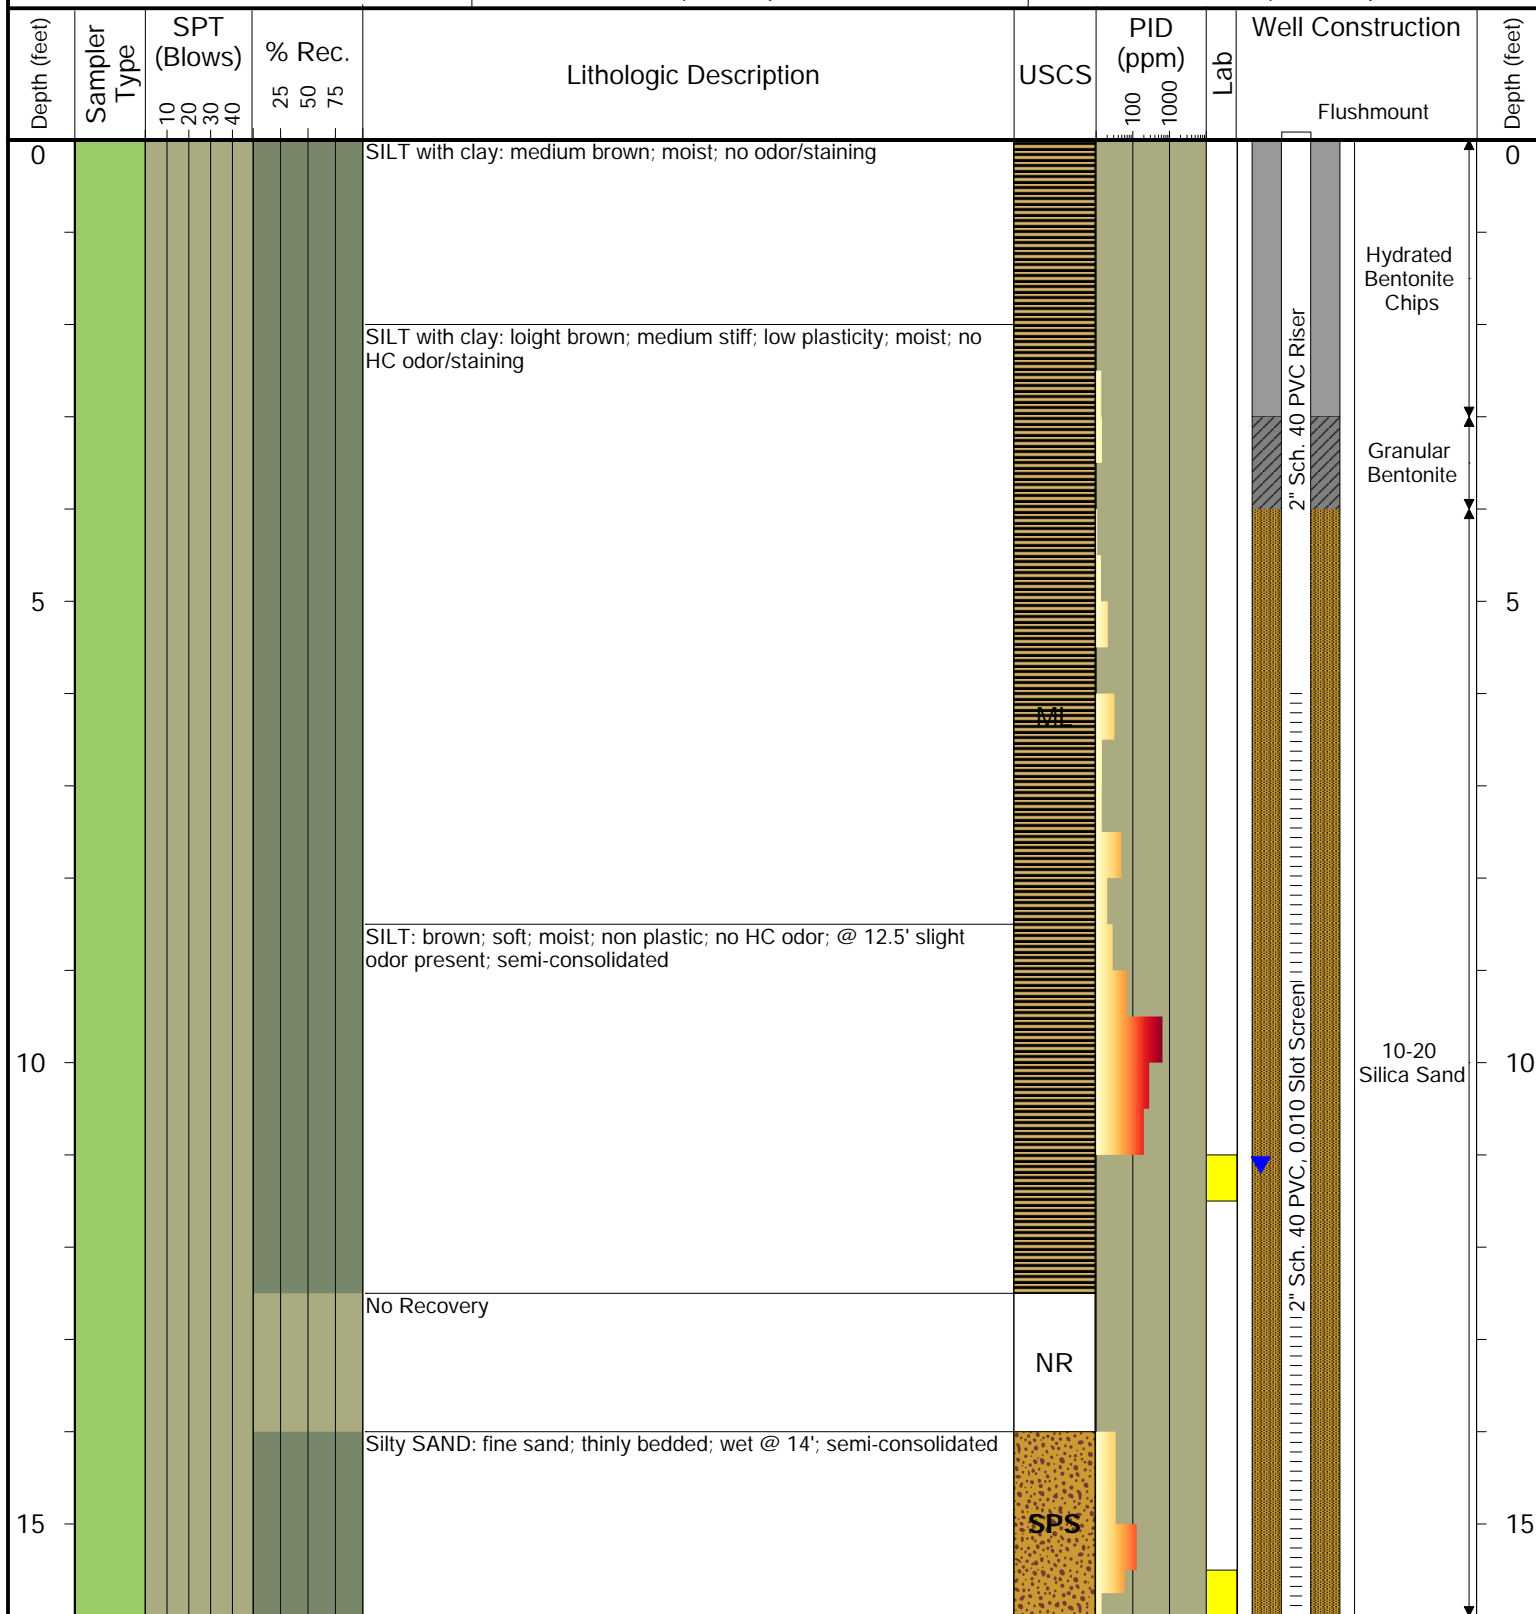 Depth (feet)
Sampler
Type
SPT
(Blows)
10
20
30
40
% Rec.
25
50
75
Lithologic Description
USCS
PID
(ppm)
100
1000
Lab
Well Construction
Flushmount
Depth (feet)
0
SILT with clay: medium brown; moist; no odor/staining
0
Hydrated
Bentonite
Chips
SILT with clay: loight brown; medium stiff; low plasticity; moist; no
HC odor/staining
2" Sch. 40 PVC Riser
Granular
Bentonite
5
5
ML
SILT: brown; soft; moist; non plastic; no HC odor; @ 12.5' slight
odor present; semi-consolidated
10
2" Sch. 40 PVC, 0.010 Slot Screen
10-20
Silica Sand
10
No Recovery
NR
Silty SAND: fine sand; thinly bedded; wet @ 14'; semi-consolidated
15
SPS
15